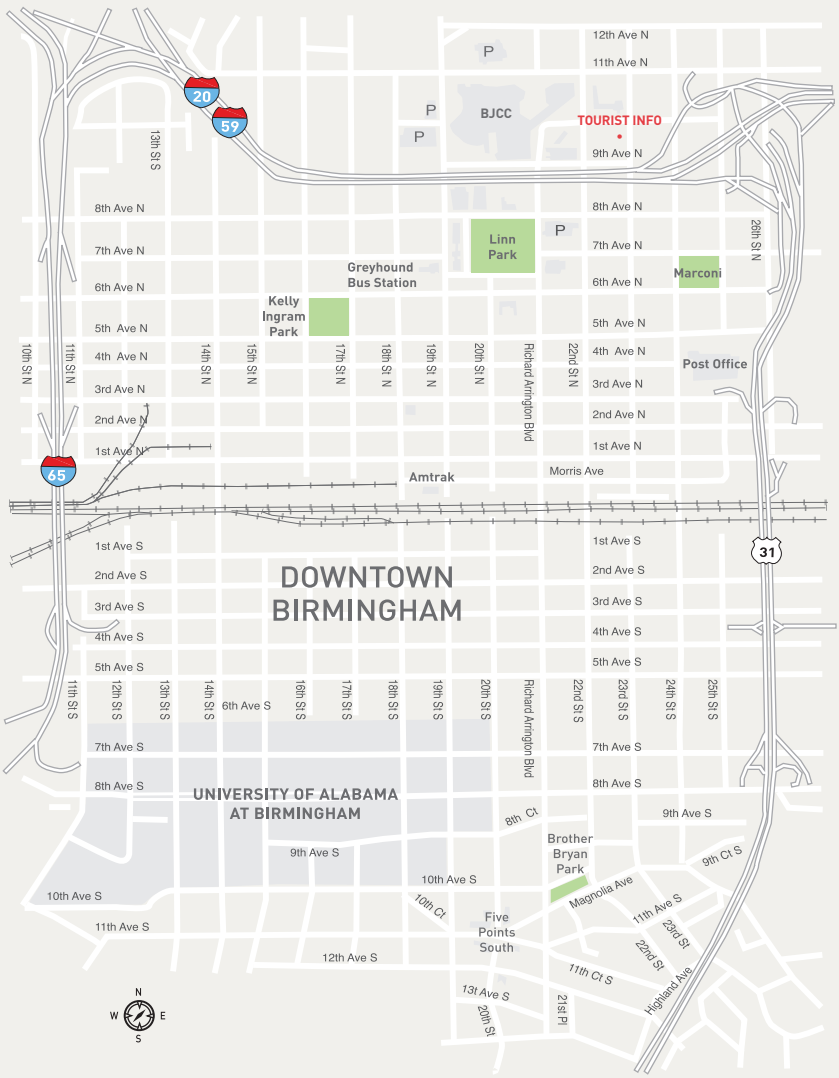 12th Ave N
11th Ave N
P
20
59
P
P
BJCC
TOURIST INFO
13th St S
9th Ave N
8th Ave N
8th Ave N
26th St N
P
7th Ave N
7th Ave N
Linn
Park
Greyhound
Bus Station
Marconi
6th Ave N
6th Ave N
Kelly
Ingram
Park
5th Ave N
5th Ave N
10th St N
11th St N
4th Ave N
14th St N
15th St N
17th St N
18th St N
19th St N
20th St N
Richard Arrington Blvd
22nd St N
4th Ave N
Post Office
3rd Ave N
3rd Ave N
2nd Ave N
2nd Ave N
1st Ave N
1st Ave N
65
Amtrak
Morris Ave
1st Ave S
1st Ave S
31
2nd Ave S
2nd Ave S
DOWNTOWN
BIRMINGHAM
3rd Ave S
3rd Ave S
4th Ave S
4th Ave S
5th Ave S
5th Ave S
11th St S
12th St S
13th St S
14th St S
6th Ave S
16th St S
17th St S
18th St S
19th St S
20th St S
Richard Arrington Blvd
22nd St S
23rd St S
24th St S
25th St S
7th Ave S
7th Ave S
8th Ave S
8th Ave S
UNIVERSITY OF ALABAMA
AT BIRMINGHAM
8th Ct
9th Ave S
9th Ave S
Brother
Bryan
Park
9th Ct S
10th Ave S
10th Ave S
Magnolia Ave
10th Ct
11th Ave S
11th Ave S
Five
Points
South
23rd St
22nd St
12th Ave S
11th Ct S
Highland Ave
13t Ave S
20th St
21st Pl
N
W
E
S